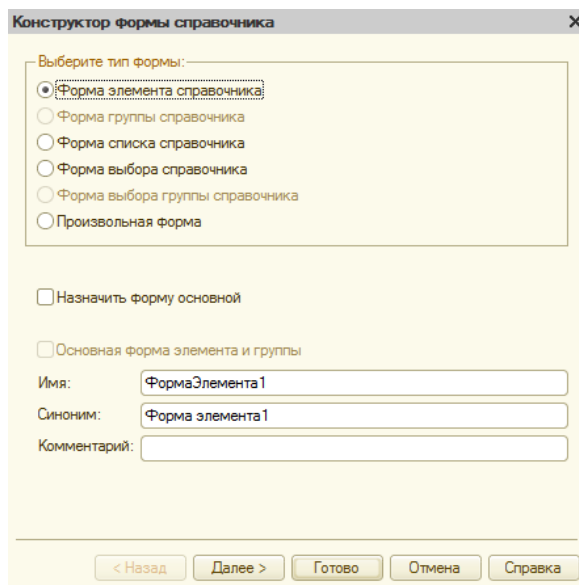 Конструктор формы справочника
Выберите тип формы:
Форма элемента справочника
Форма группы справочника
Форма списка справочника
Форма выбора справочника
Форма выбора группы справочника
Произвольная форма
Назначить форму основной
Основная форма элемента и группы
Имя: ФормаЭлемента1
Синоним: Форма элемента1
Комментарий:
< Назад Далее > Готово Отмена Справка